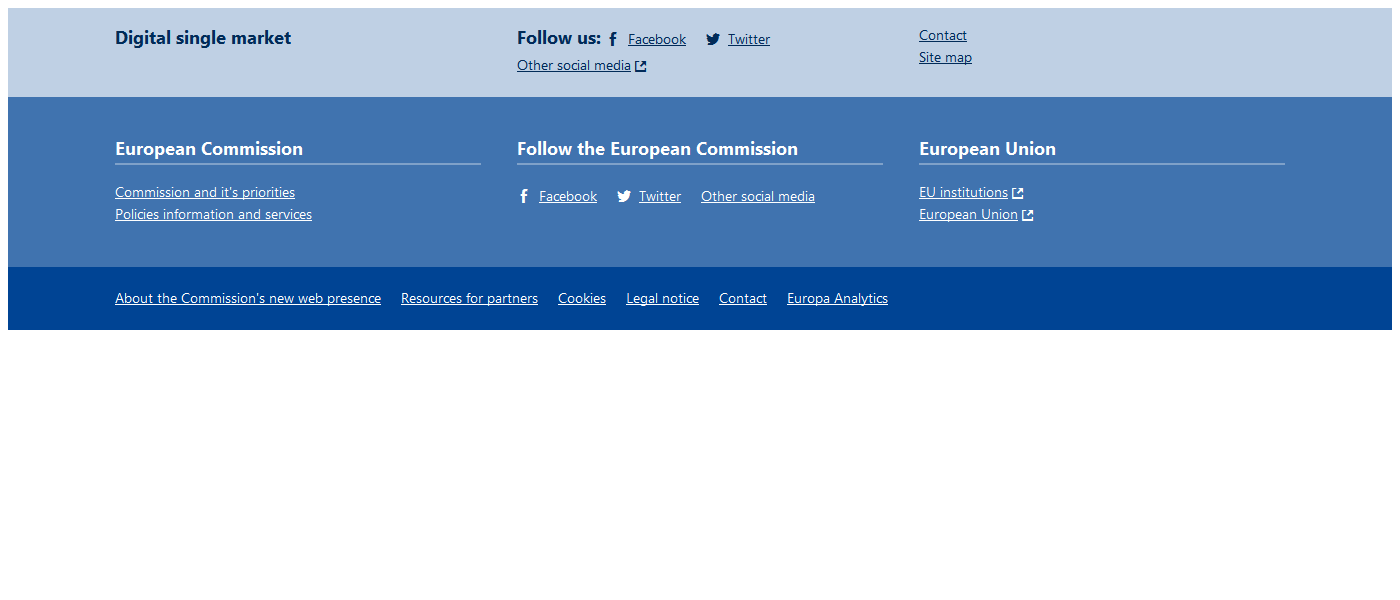 Digital single market
Follow us: Facebook Twitter
Other social media
Contact
Site map
European Commission
Commission and it's priorities
Policies information and services
Follow the European Commission
Facebook Twitter Other social media
European Union
EU institutions
European Union
About the Commission's new web presence Resources for partners Cookies Legal notice Contact Europa Analytics